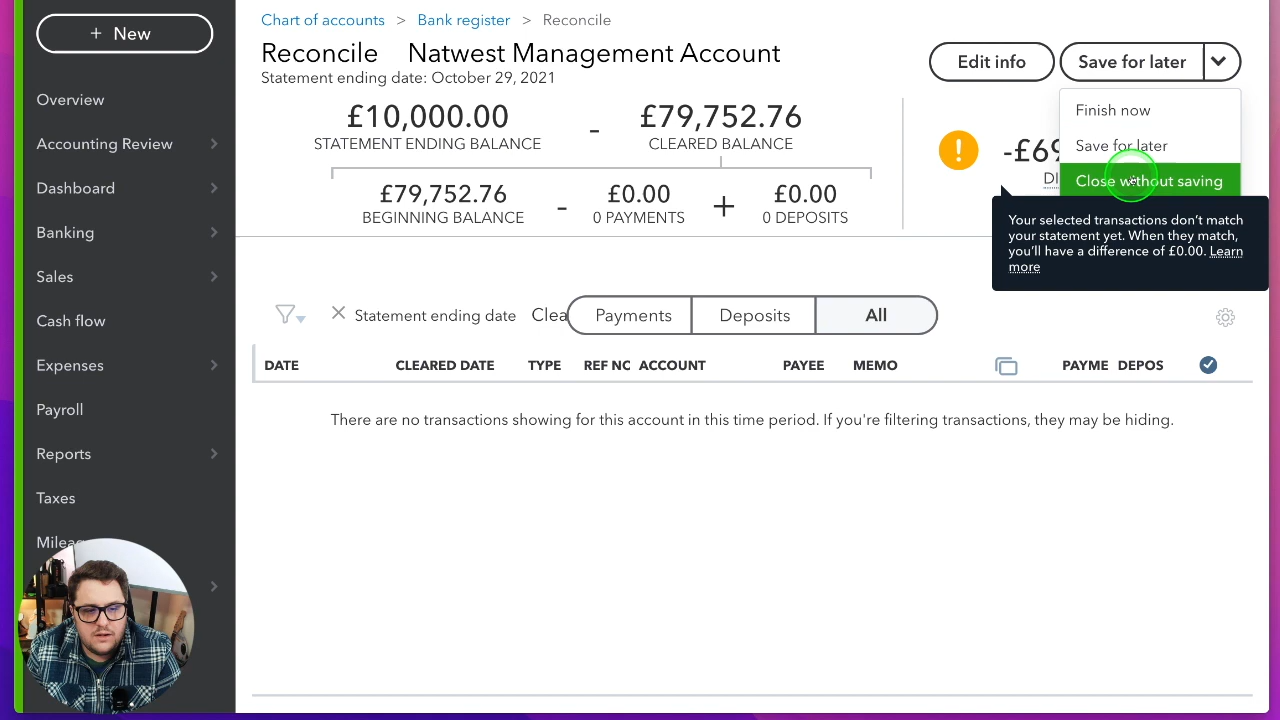 + New
Overview
Accounting Review
Dashboard
Banking
Sales
Cash flow
Expenses
Payroll
Reports
Taxes
Chart of accounts > Bank register > Reconcile
Reconcile Natwest Management Account
Statement ending date: October 29, 2021
Edit info
Save for later
Finish now
Save for later
Close without saving
£10,000.00
STATEMENT ENDING BALANCE
-
£79,752.76
CLEARED BALANCE
£79,752.76
BEGINNING BALANCE
-
£0.00
0 PAYMENTS
+
£0.00
0 DEPOSITS
!
Your selected transactions don't match
your statement yet. When they match,
you'll have a difference of £0.00. Learn
more
Statement ending date
Payments
Deposits
All
DATE CLEARED DATE TYPE REF NO ACCOUNT PAYEE MEMO PAYME DEPOS
There are no transactions showing for this account in this time period. If you're filtering transactions, they may be hiding.